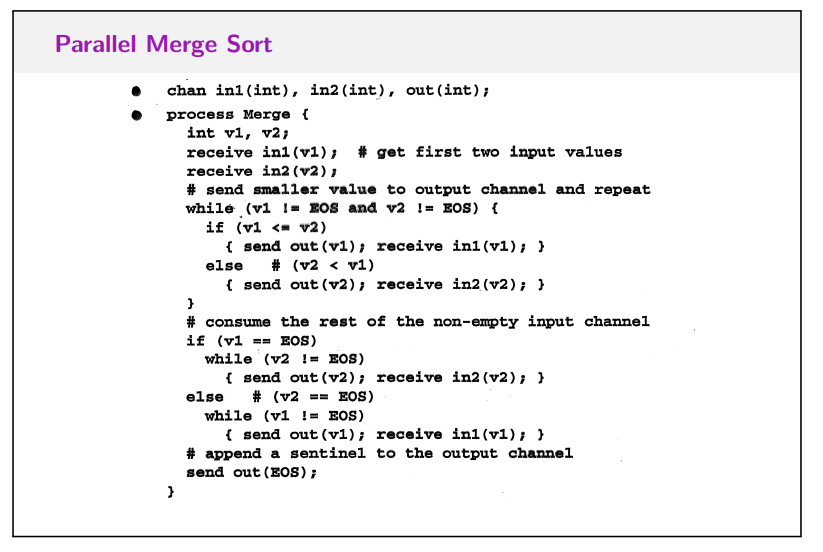 Parallel Merge Sort
● chan in1(int), in2(int), out(int);
● process Merge {
int v1, v2;
receive in1(v1);  # get first two input values
receive in2(v2);
# send smaller value to output channel and repeat
while (v1 != EOS and v2 != EOS) {
if (v1 <= v2)
{ send out(v1); receive in1(v1); }
else   # (v2 < v1)
{ send out(v2); receive in2(v2); }
}
# consume the rest of the non-empty input channel
if (v1 == EOS)
while (v2 != EOS)
{ send out(v2); receive in2(v2); }
else   # (v2 == EOS)
while (v1 != EOS)
{ send out(v1); receive in1(v1); }
# append a sentinel to the output channel
send out(EOS);
}